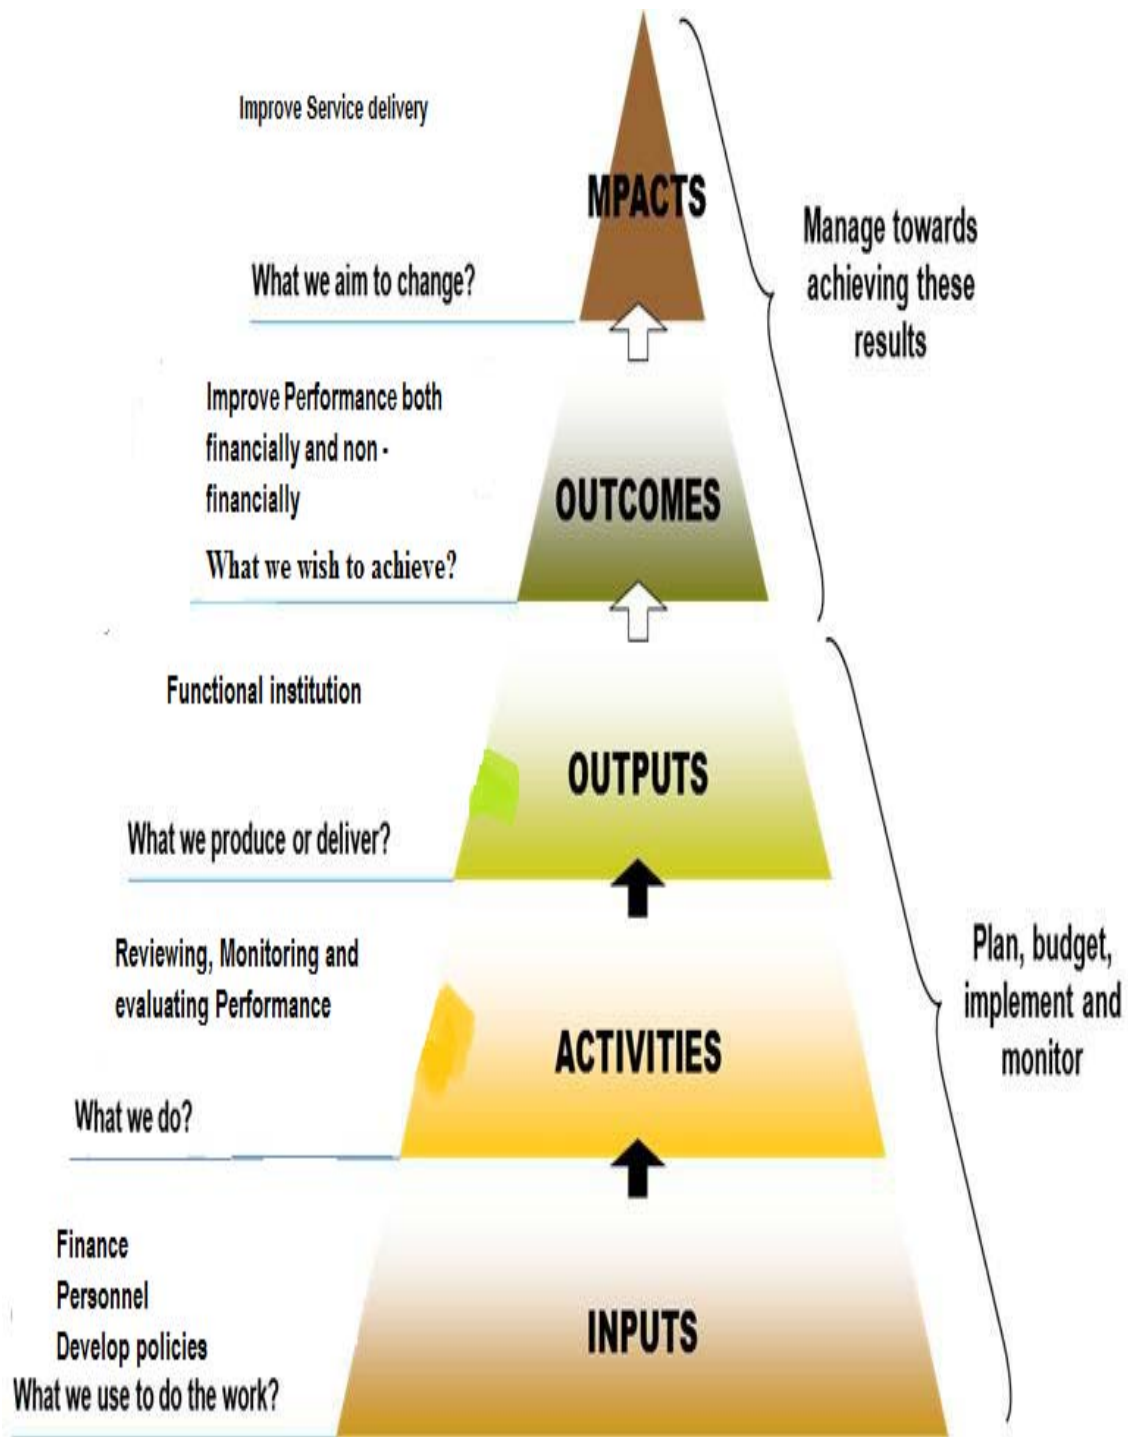 Improve Service delivery
MPACTS
What we aim to change?
Manage towards
achieving these
results
Improve Performance both
financially and non -
financially
OUTCOMES
What we wish to achieve?
Functional institution
OUTPUTS
What we produce or deliver?
Reviewing, Monitoring and
evaluating Performance
ACTIVITIES
What we do?
Plan, budget,
implement and
monitor
Finance
Personnel
Develop policies
INPUTS
What we use to do the work?